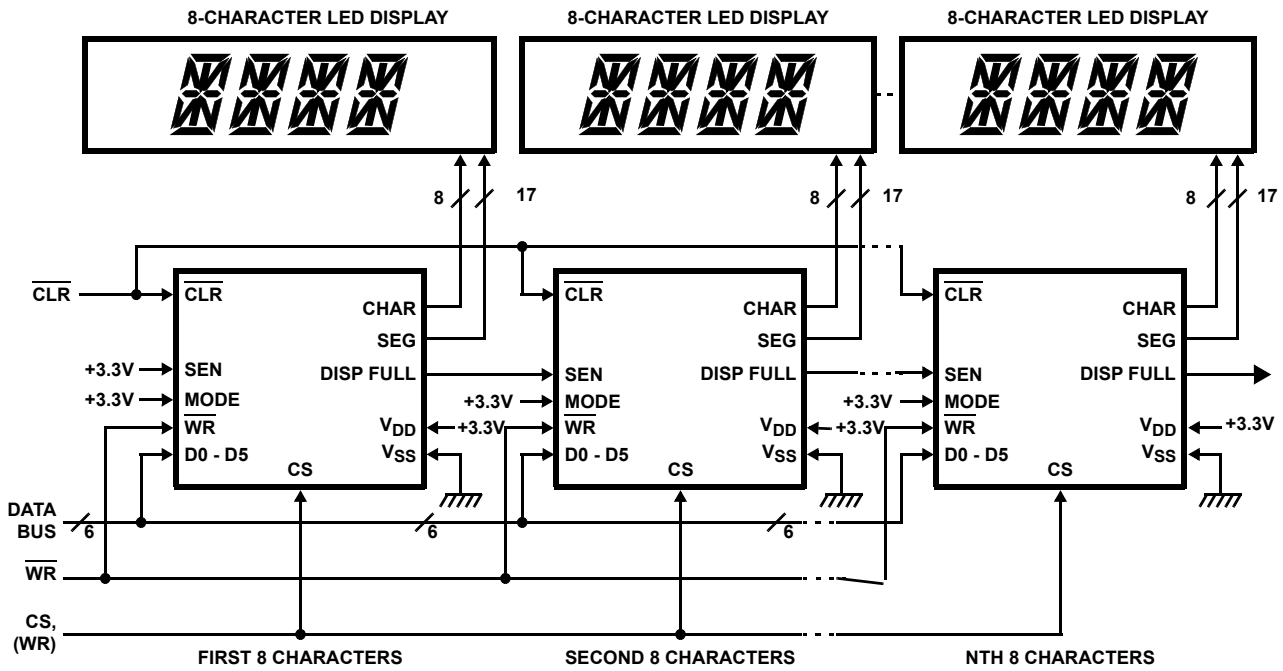 8-CHARACTER LED DISPLAY
8-CHARACTER LED DISPLAY
8-CHARACTER LED DISPLAY
8
17
8
17
8
17
CLR
CLR
CHAR
SEG
+3.3V
SEN
DISP FULL
+3.3V
MODE
WR
VDD
+3.3V
D0 - D5
VSS
CS
CLR
CHAR
SEG
SEN
DISP FULL
+3.3V
MODE
WR
VDD
+3.3V
D0 - D5
VSS
CS
CLR
CHAR
SEG
SEN
DISP FULL
+3.3V
MODE
WR
VDD
+3.3V
D0 - D5
VSS
CS
DATA
BUS
6
6
6
WR
CS,
(WR)
FIRST 8 CHARACTERS
SECOND 8 CHARACTERS
NTH 8 CHARACTERS